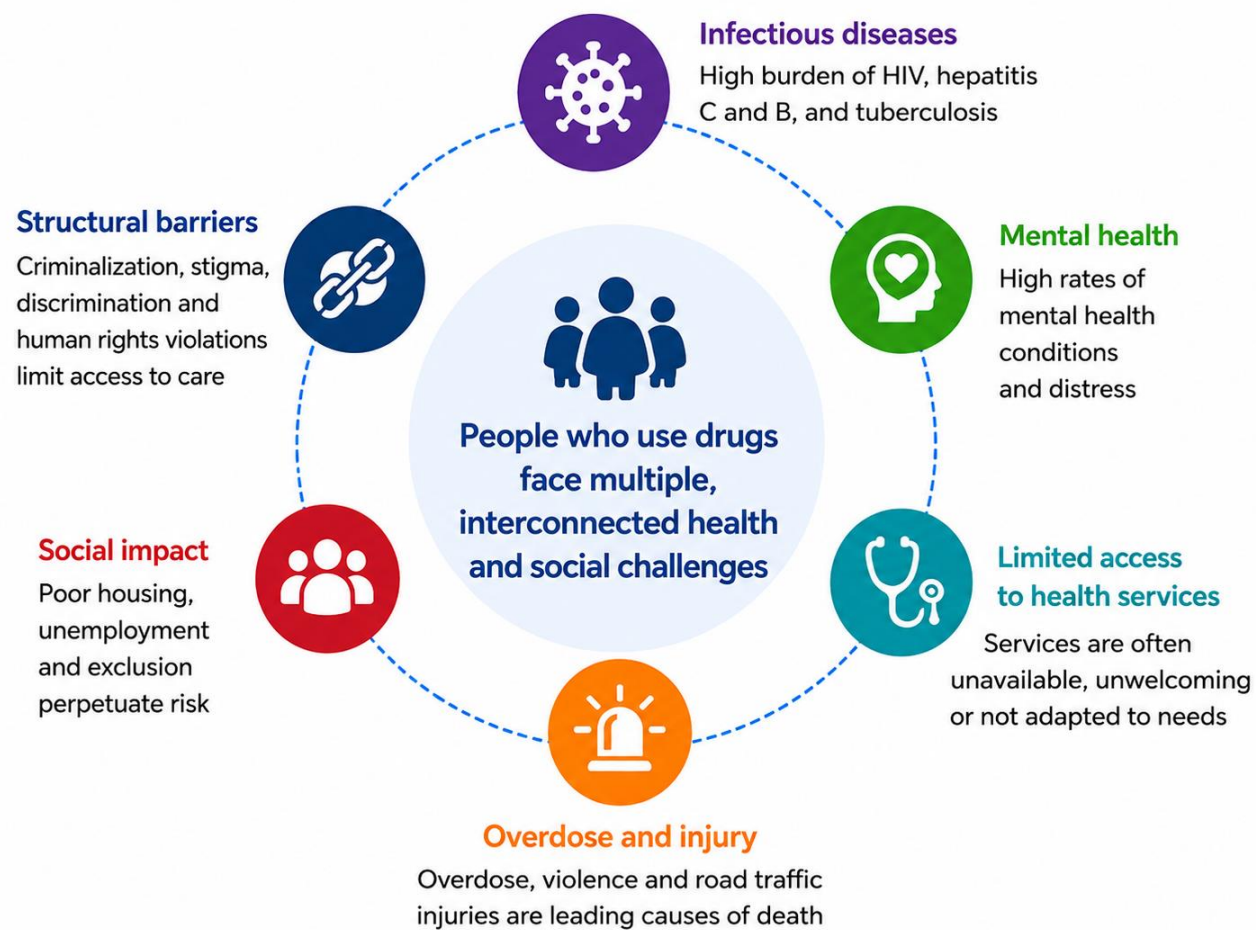 Infectious diseases
High burden of HIV, hepatitis
C and B, and tuberculosis
Structural barriers
Criminalization, stigma,
discrimination and
human rights violations
limit access to care
Mental health
High rates of
mental health
conditions
and distress
People who use drugs
face multiple,
interconnected health
and social challenges
Social impact
Poor housing,
unemployment
and exclusion
perpetuate risk
Limited access
to health services
Services are often
unavailable, unwelcoming
or not adapted to needs
Overdose and injury
Overdose, violence and road traffic
injuries are leading causes of death